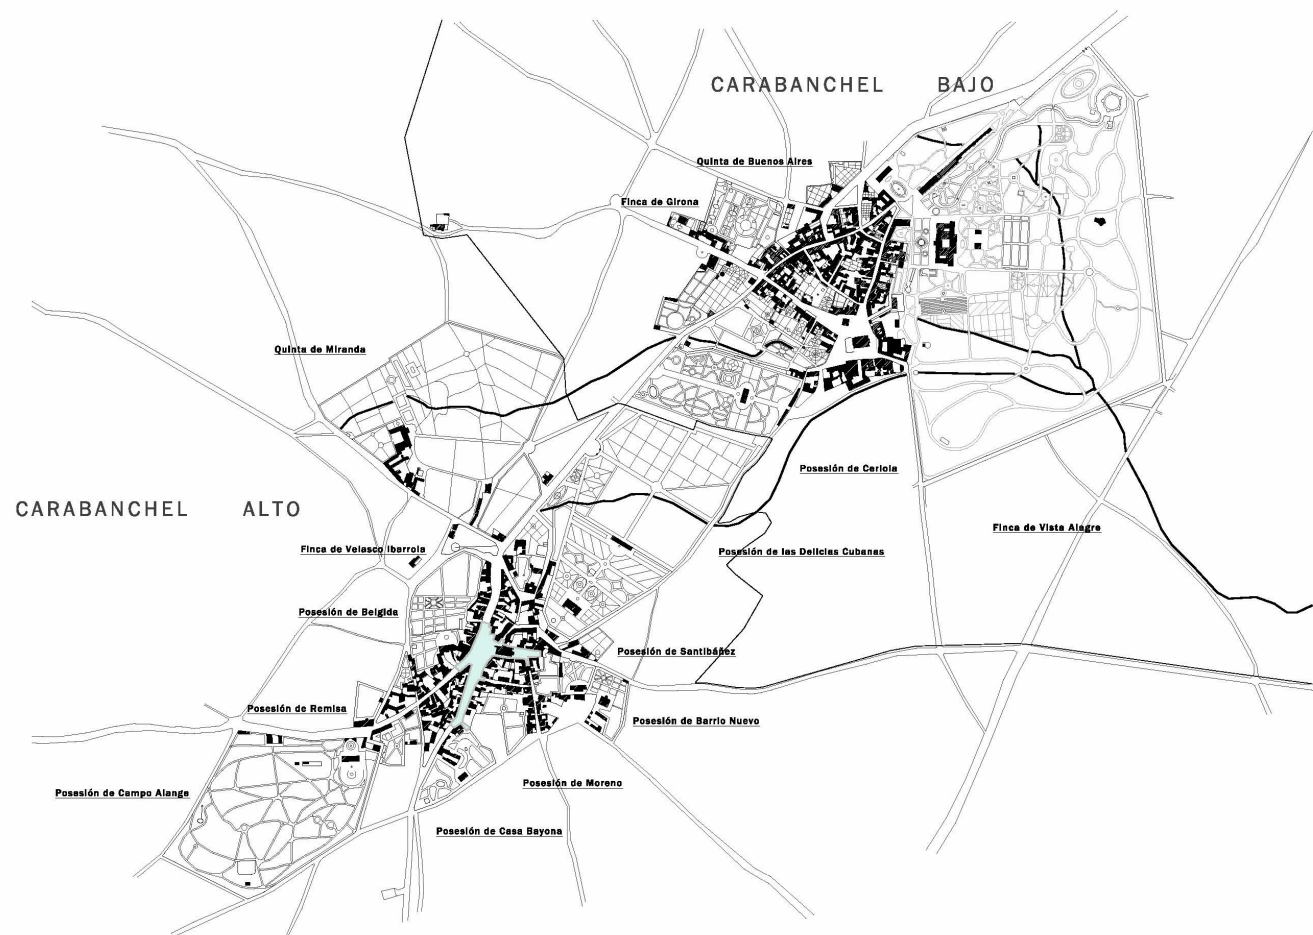 CARABANCHEL BAJO
Quinta de Buenos Aires
Finca de Girona
Quinta de Miranda
Posesión de Ceriola
CARABANCHEL ALTO
Finca de Vista Alagre
Finca de Velasco Ibarrola
Posesión de las Delicias Cubanas
Posesión de Belgida
Posesión de Santibáñez
Posesión de Remisa
Posesión de Barrio Nuevo
Posesión de Moreno
Posesión de Campo Alange
Posesión de Casa Bayona